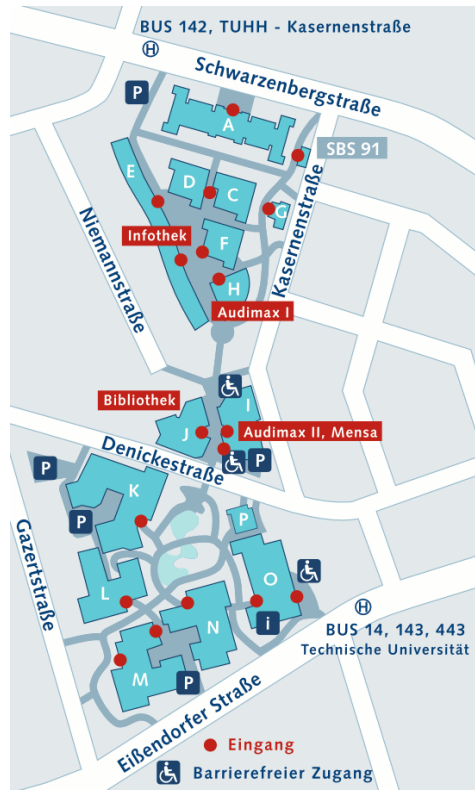 BUS 142, TUHH - Kasernenstraße
H
Schwarzenbergstraße
P
A
SBS 91
E
D
C
G
Niemannstraße
Infothek
F
Kasernenstraße
H
Audimax I
Bibliothek
I
J
Audimax II, Mensa
P
Denickestraße
P
K
P
P
Gazertstraße
L
O
N
i
H
BUS 14, 143, 443
Technische Universität
M
P
Eißendorfer Straße
Eingang
Barrierefreier Zugang